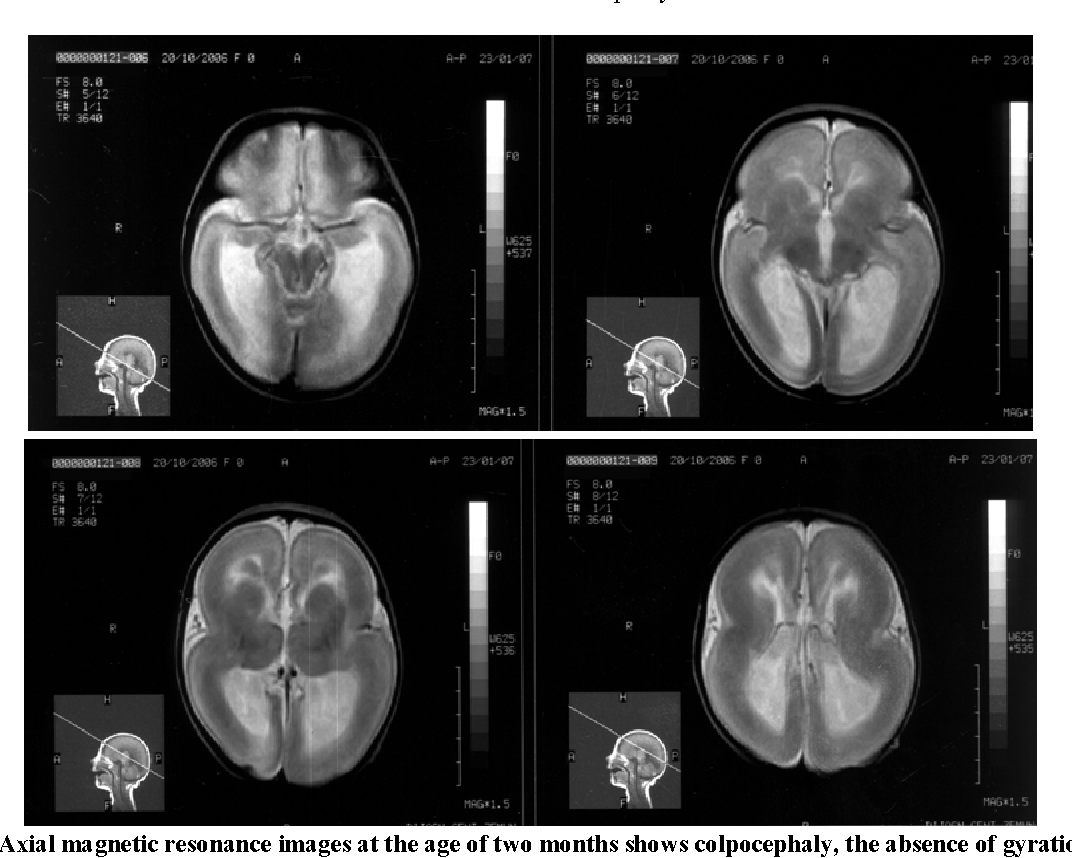 0000000121-006 20/10/2006 F 0 A A-P 23/01/07
FS 8.0
S# 5/12
E# 1/1
TR 3640
F0
R
L
W625
+537
H
A P
F
MAG*1.5
0000000121-007 20/10/2006 F 0 A A-P 23/01
FS 8.0
S# 6/12
E# 1/1
TR 3640
F
R
L
H
A P
F
MAG*1
0000000121-008 20/10/2006 F 0 A A-P 23/01/07
FS 8.0
S# 7/12
E# 1/1
TR 3640
F0
R
L
W625
+536
H
A P
F
MAG*1.5
0000000121-009 20/10/2006 F 0 A A-P 23/01/07
FS 8.0
S# 8/12
E# 1/1
TR 3640
F0
R
L
W625
+535
H
A P
F
MAG*1.5
Axial magnetic resonance images at the age of two months shows colpocephaly, the absence of gyratio